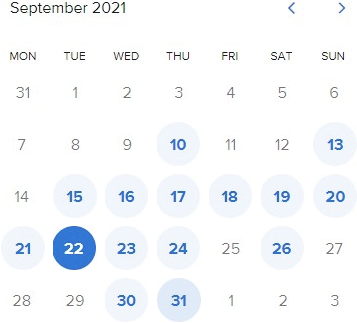 September 2021
MON TUE WED THU FRI SAT SUN
31 1 2 3 4 5 6
7 8 9 10 11 12 13
14 15 16 17 18 19 20
21 22 23 24 25 26 27
28 29 30 31 1 2 3